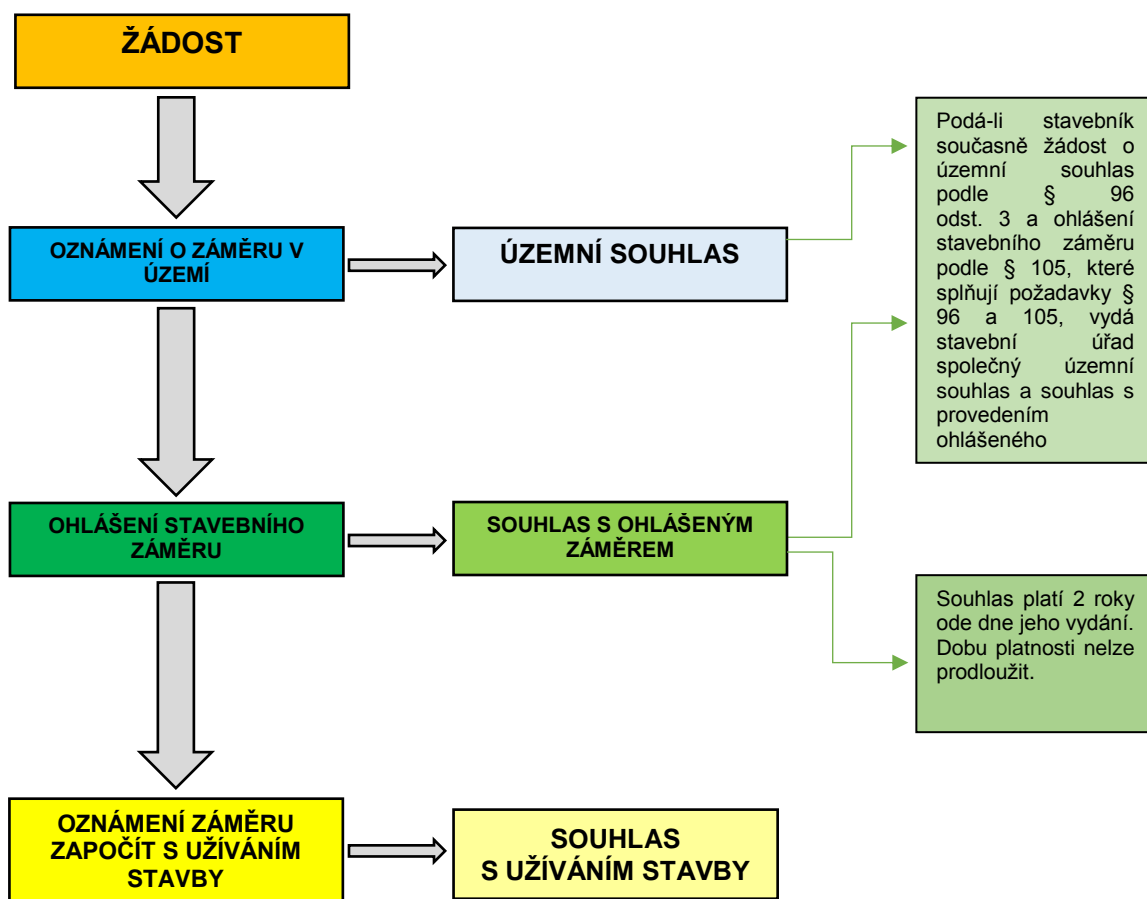 ŽÁDOST
OZNÁMENÍ O ZÁMĚRU V
ÚZEMÍ
ÚZEMNÍ SOUHLAS
Podá-li stavebník
současně žádost o
územní souhlas
podle § 96
odst. 3 a ohlášení
stavebního záměru
podle § 105, které
splňují požadavky §
96 a 105, vydá
stavební úřad
společný územní
souhlas a souhlas s
provedením
ohlášeného
OHLÁŠENÍ STAVEBNÍHO
ZÁMĚRU
SOUHLAS S OHLÁŠENÝM
ZÁMĚREM
Souhlas platí 2 roky
ode dne jeho vydání.
Dobu platnosti nelze
prodloužit.
OZNÁMENÍ ZÁMĚRU
ZAPOČÍT S UŽÍVÁNÍM
STAVBY
SOUHLAS
S UŽÍVÁNÍM STAVBY